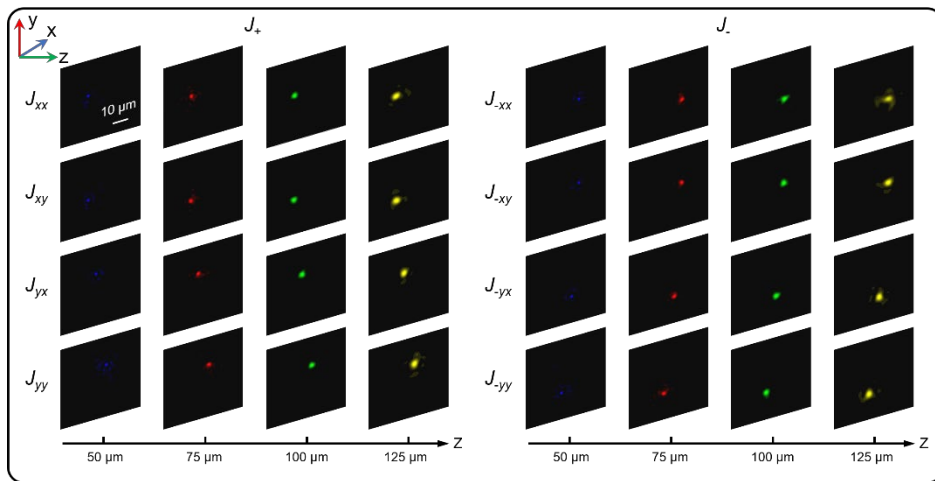 y
x
z
J+
J-
Jxx
10 μm
J-xx
Jxy
J-xy
Jyx
J-yx
Jyy
J-yy
z
50 μm 75 μm 100 μm 125 μm
z
50 μm 75 μm 100 μm 125 μm